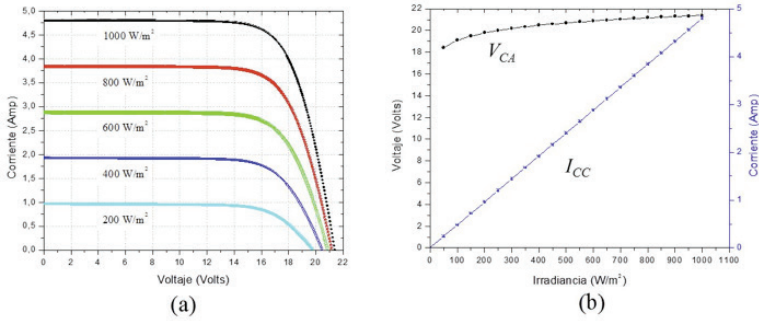 5,0
4,5
4,0
3,5
3,0
2,5
2,0
1,5
1,0
0,5
0,0
Corriente (Amp)
1000 W/m²
800 W/m²
600 W/m²
400 W/m²
200 W/m²
0 2 4 6 8 10 12 14 16 18 20 22
Voltaje (Volts)
(a)
22
20
18
16
14
12
10
8
6
4
2
0
Voltaje (Volts)
V_CA
I_CC
5
4
3
2
1
0
Corriente (Amp)
0 100 200 300 400 500 600 700 800 900 1000 1100
Irradiancia (W/m²)
(b)